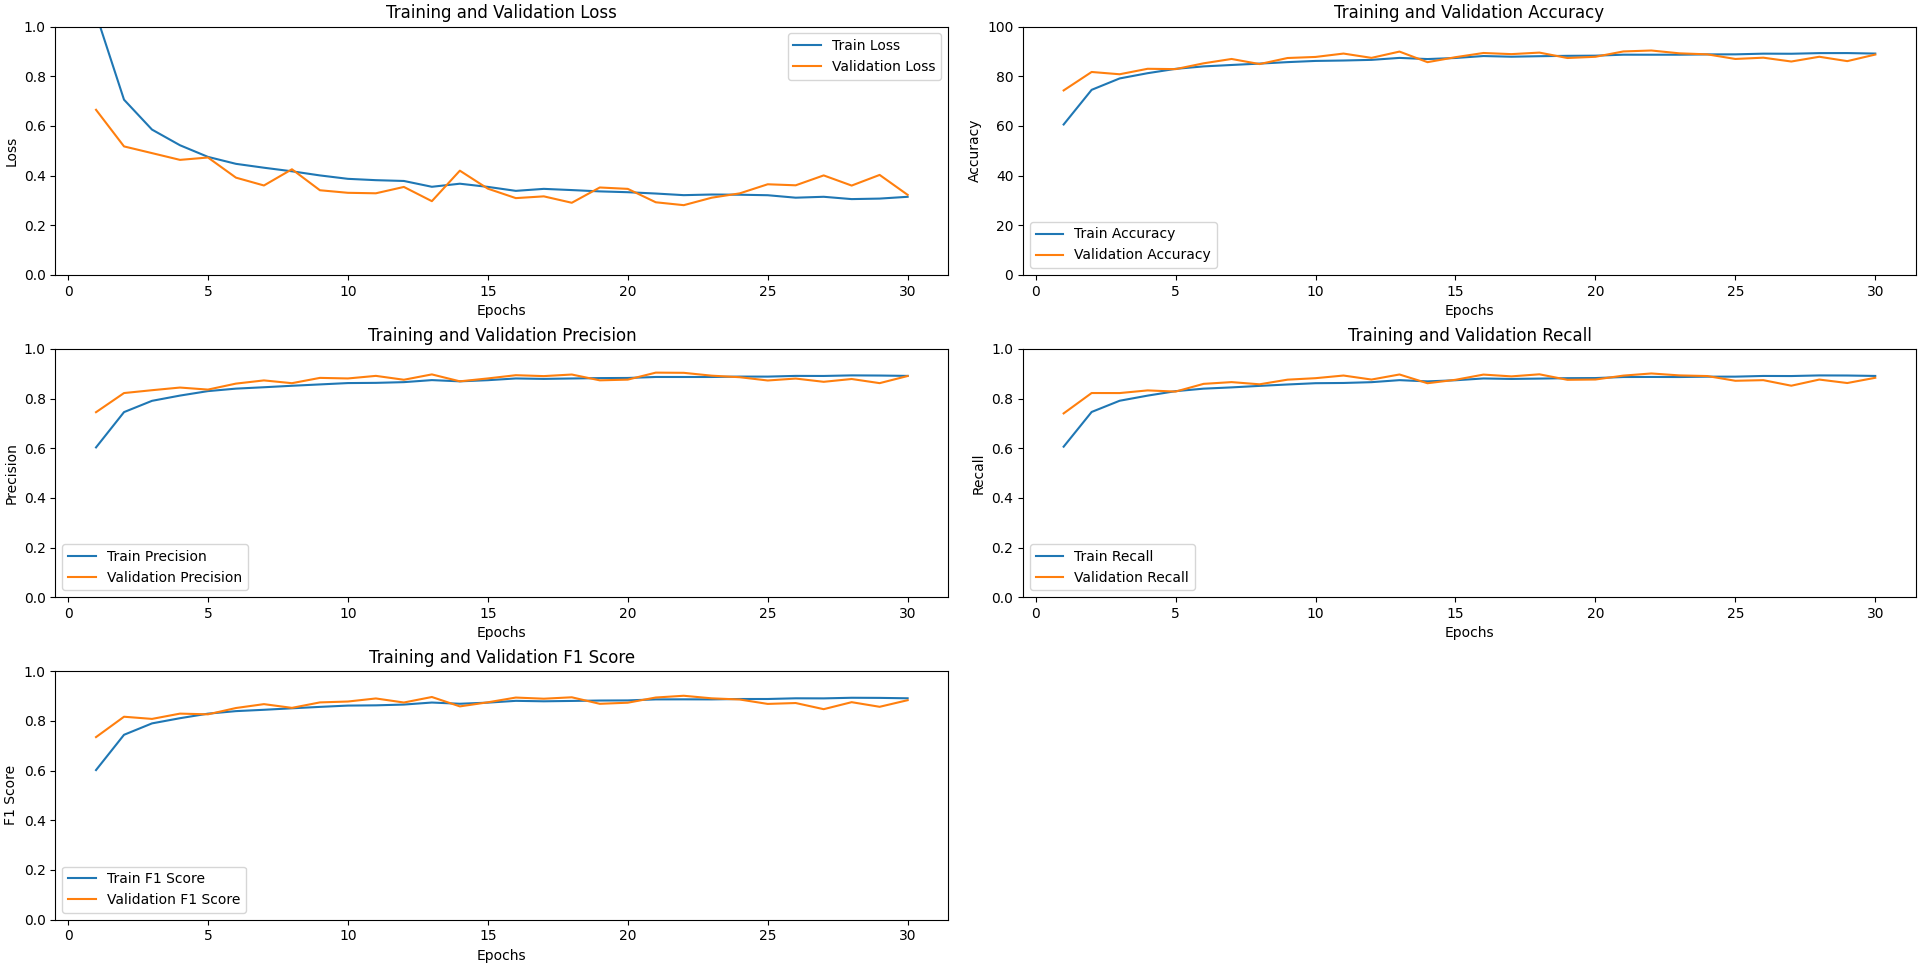 Training and Validation Loss
1.0
0.8
0.6
0.4
0.2
0.0
Loss
Train Loss
Validation Loss
0 5 10 15 20 25 30
Epochs
Training and Validation Accuracy
100
80
60
40
20
0
Accuracy
Train Accuracy
Validation Accuracy
0 5 10 15 20 25 30
Epochs
Training and Validation Precision
1.0
0.8
0.6
0.4
0.2
0.0
Precision
Train Precision
Validation Precision
0 5 10 15 20 25 30
Epochs
Training and Validation Recall
1.0
0.8
0.6
0.4
0.2
0.0
Recall
Train Recall
Validation Recall
0 5 10 15 20 25 30
Epochs
Training and Validation F1 Score
1.0
0.8
0.6
0.4
0.2
0.0
F1 Score
Train F1 Score
Validation F1 Score
0 5 10 15 20 25 30
Epochs